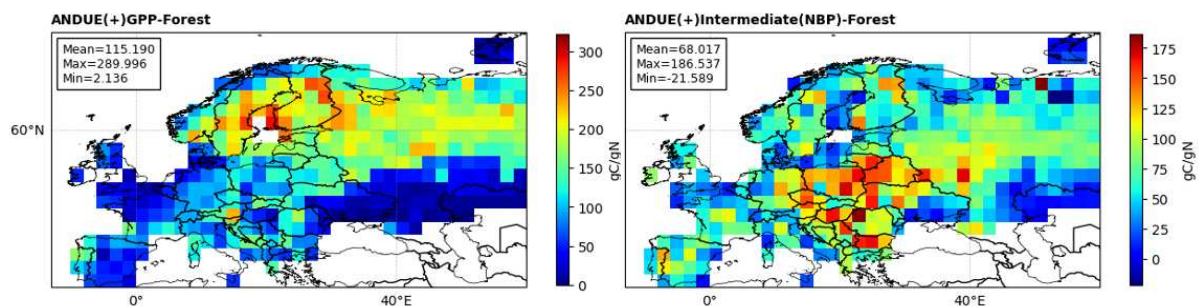 ANDUE(+)GPP-Forest
Mean=115.190
Max=289.996
Min=2.136
60°N
0°
40°E
300
250
200
150
100
50
0
gC/gN
ANDUE(+)Intermediate(NBP)-Forest
Mean=68.017
Max=186.537
Min=-21.589
0°
40°E
175
150
125
100
75
50
25
0
gC/gN